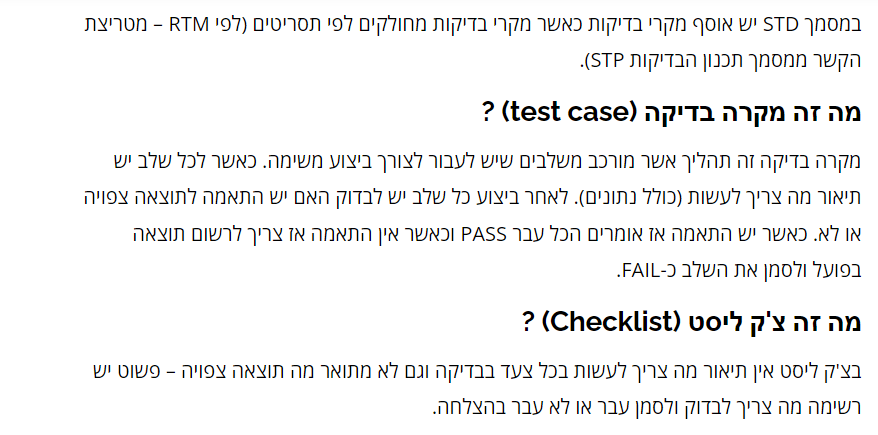 במסמך STD יש אוסף מקרי בדיקות כאשר מקרי בדיקות מחולקים לפי תסריטים (לפי RTM – מטריצת
הקשר ממסמך תכנון הבדיקות STP).
מה זה מקרה בדיקה (test case) ?
מקרה בדיקה זה תהליך אשר מורכב משלבים שיש לעבור לצורך ביצוע משימה. כאשר לכל שלב יש
תיאור מה צריך לעשות (כולל נתונים). לאחר ביצוע כל שלב יש לבדוק האם יש התאמה לתוצאה צפויה
או לא. כאשר יש התאמה אז אומרים הכל עבר PASS וכאשר אין התאמה אז צריך לרשום תוצאה
בפועל ולסמן את השלב כ-FAIL.
מה זה צ'ק ליסט (Checklist) ?
בצ'ק ליסט אין תיאור מה צריך לעשות בכל צעד בבדיקה וגם לא מתואר מה תוצאה צפויה – פשוט יש
רשימה מה צריך לבדוק ולסמן עבר או לא עבר בהצלחה.